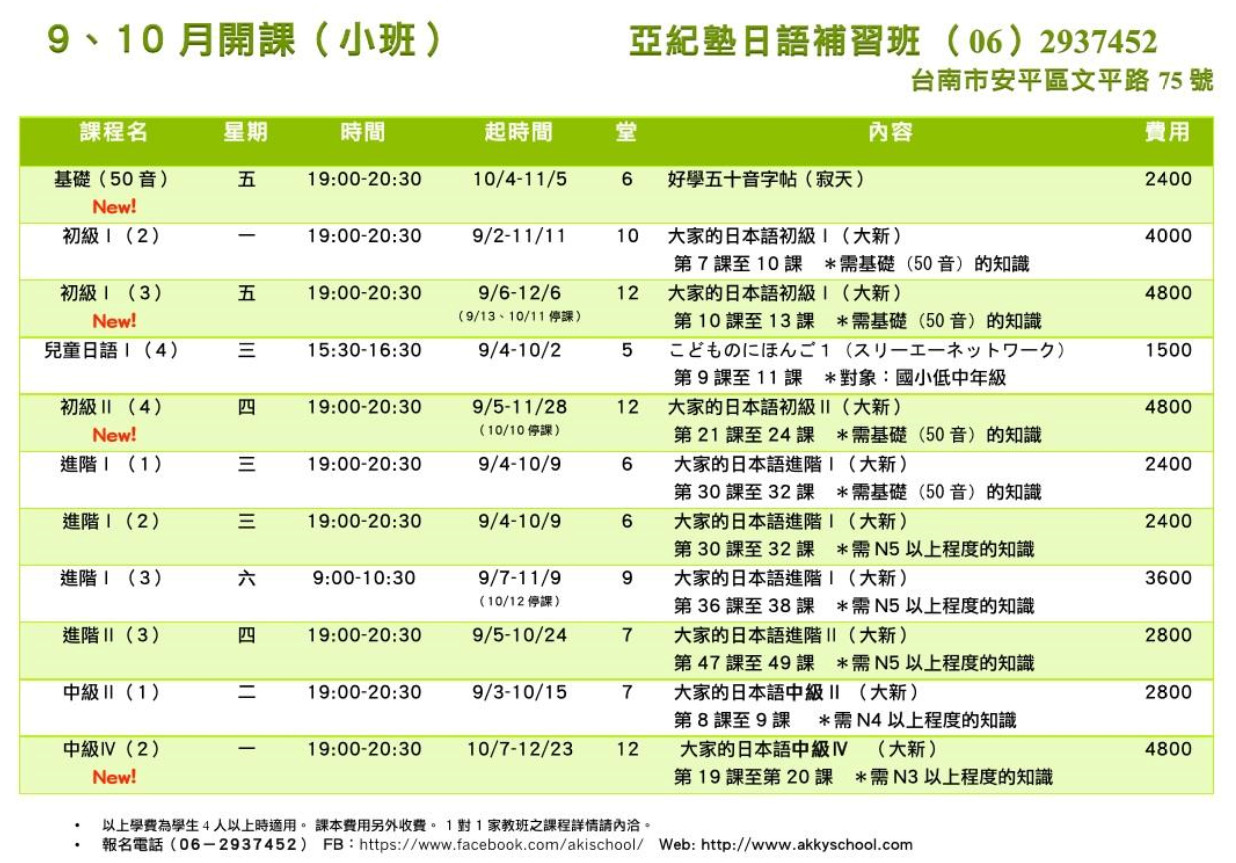 9、10 月開課（小班）
亞紀塾日語補習班 （06）2937452
台南市安平區文平路 75 號
課程名 星期 時間 起時間 堂 內容 費用
基礎（50 音） 五 19:00-20:30 10/4-11/5 6 好學五十音字帖（寂天） 2400
New!
初級Ⅰ（2） 一 19:00-20:30 9/2-11/11 10 大家的日本語初級Ⅰ（大新） 4000
第 7 課至 10 課 ＊需基礎（50 音）的知識
初級Ⅰ（3） 五 19:00-20:30 9/6-12/6 12 大家的日本語初級Ⅰ（大新） 4800
New! （9/13、10/11 停課） 第 10 課至 13 課 ＊需基礎（50 音）的知識
兒童日語Ⅰ（4） 三 15:30-16:30 9/4-10/2 5 こどものにほんご１（スリーエーネットワーク） 1500
第 9 課至 11 課 ＊對象：國小低中年級
初級Ⅱ（4） 四 19:00-20:30 9/5-11/28 12 大家的日本語初級Ⅱ（大新） 4800
New! （10/10 停課） 第 21 課至 24 課 ＊需基礎（50 音）的知識
進階Ⅰ（1） 三 19:00-20:30 9/4-10/9 6 大家的日本語進階Ⅰ（大新） 2400
第 30 課至 32 課 ＊需基礎（50 音）的知識
進階Ⅰ（2） 三 19:00-20:30 9/4-10/9 6 大家的日本語進階Ⅰ（大新） 2400
第 30 課至 32 課 ＊需 N5 以上程度的知識
進階Ⅰ（3） 六 9:00-10:30 9/7-11/9 9 大家的日本語進階Ⅰ（大新） 3600
（10/12 停課） 第 36 課至 38 課 ＊需 N5 以上程度的知識
進階Ⅱ（3） 四 19:00-20:30 9/5-10/24 7 大家的日本語進階Ⅱ（大新） 2800
第 47 課至 49 課 ＊需 N5 以上程度的知識
中級Ⅱ（1） 二 19:00-20:30 9/3-10/15 7 大家的日本語中級Ⅱ（大新） 2800
第 8 課至 9 課 ＊需 N4 以上程度的知識
中級Ⅳ（2） 一 19:00-20:30 10/7-12/23 12 大家的日本語中級Ⅳ （大新） 4800
New! 第 19 課至第 20 課 ＊需 N3 以上程度的知識
• 以上學費為學生 4 人以上時適用。 課本費用另外收費。 1 對 1 家教班之課程詳情請內洽。
• 報名電話（06－2937452） FB：https://www.facebook.com/akischool/ Web: http://www.akkyschool.com